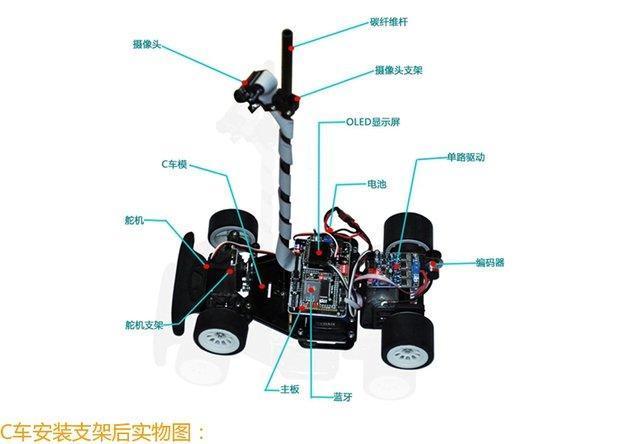 碳纤维杆
摄像头
摄像头支架
OLED显示屏
C车模
单路驱动
电池
舵机
编码器
舵机支架
主板
蓝牙
C车安装支架后实物图：